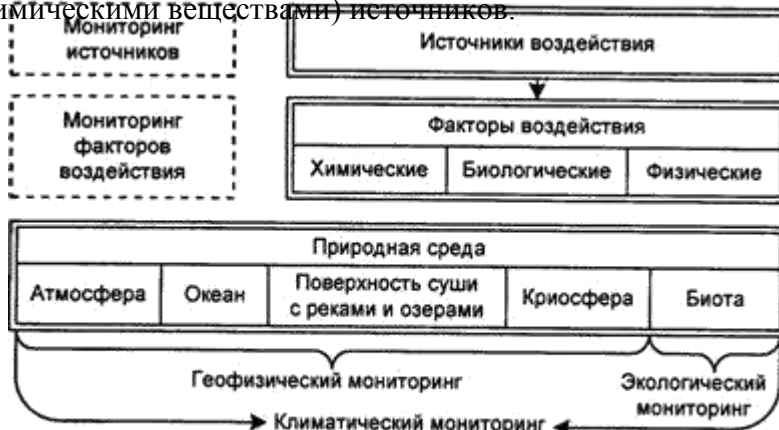 имическими веществами) источников.
Мониторинг
источников
Источники воздействия
Мониторинг
факторов
воздействия
Факторы воздействия
Химические Биологические Физические
Природная среда
Атмосфера Океан Поверхность суши
с реками и озерами Криосфера Биота
Геофизический мониторинг
Экологический
мониторинг
Климатический мониторинг